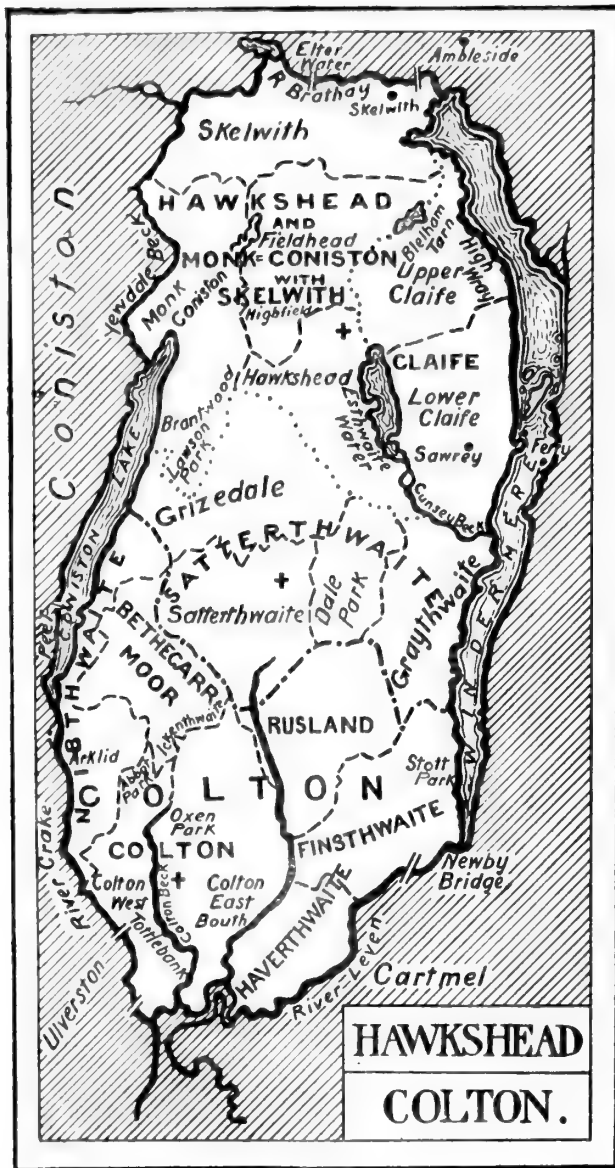 Elter
Water
Ambleside
R Brathay
Skelwith
Skelwith
Coniston
HAWKSHEAD
AND
Fieldhead
MONK=CONISTON
WITH
SKELWITH
Highfield
Yewdale Beck
Monk
Coniston
Blelham
Tarn
High Wray
Upper
Claife
CLAIFE
Lower
Claife
Hawkshead
Esthwaite
Water
Sawrey
Ferry
Cunsey Beck
Brantwood
Lawson
Park
Grizedale
CONISTON LAKE
SATTERTHWAITE
Satterthwaite
Dale
Park
Graythwaite
WINDERMERE
Peel
NIBTHWAITE
BETHECARR
MOOR
Ickenthwaite
RUSLAND
Arklid
Abbot
Park
Stott
Park
COLTON
Oxen
Park
COLTON
FINSTHWAITE
Colton
West
Colton Beck
Colton
East
Bouth
Newby
Bridge
River Crake
Tottlebank
HAVERTHWAITE
River Leven
Cartmel
Ulverston
HAWKSHEAD
COLTON.